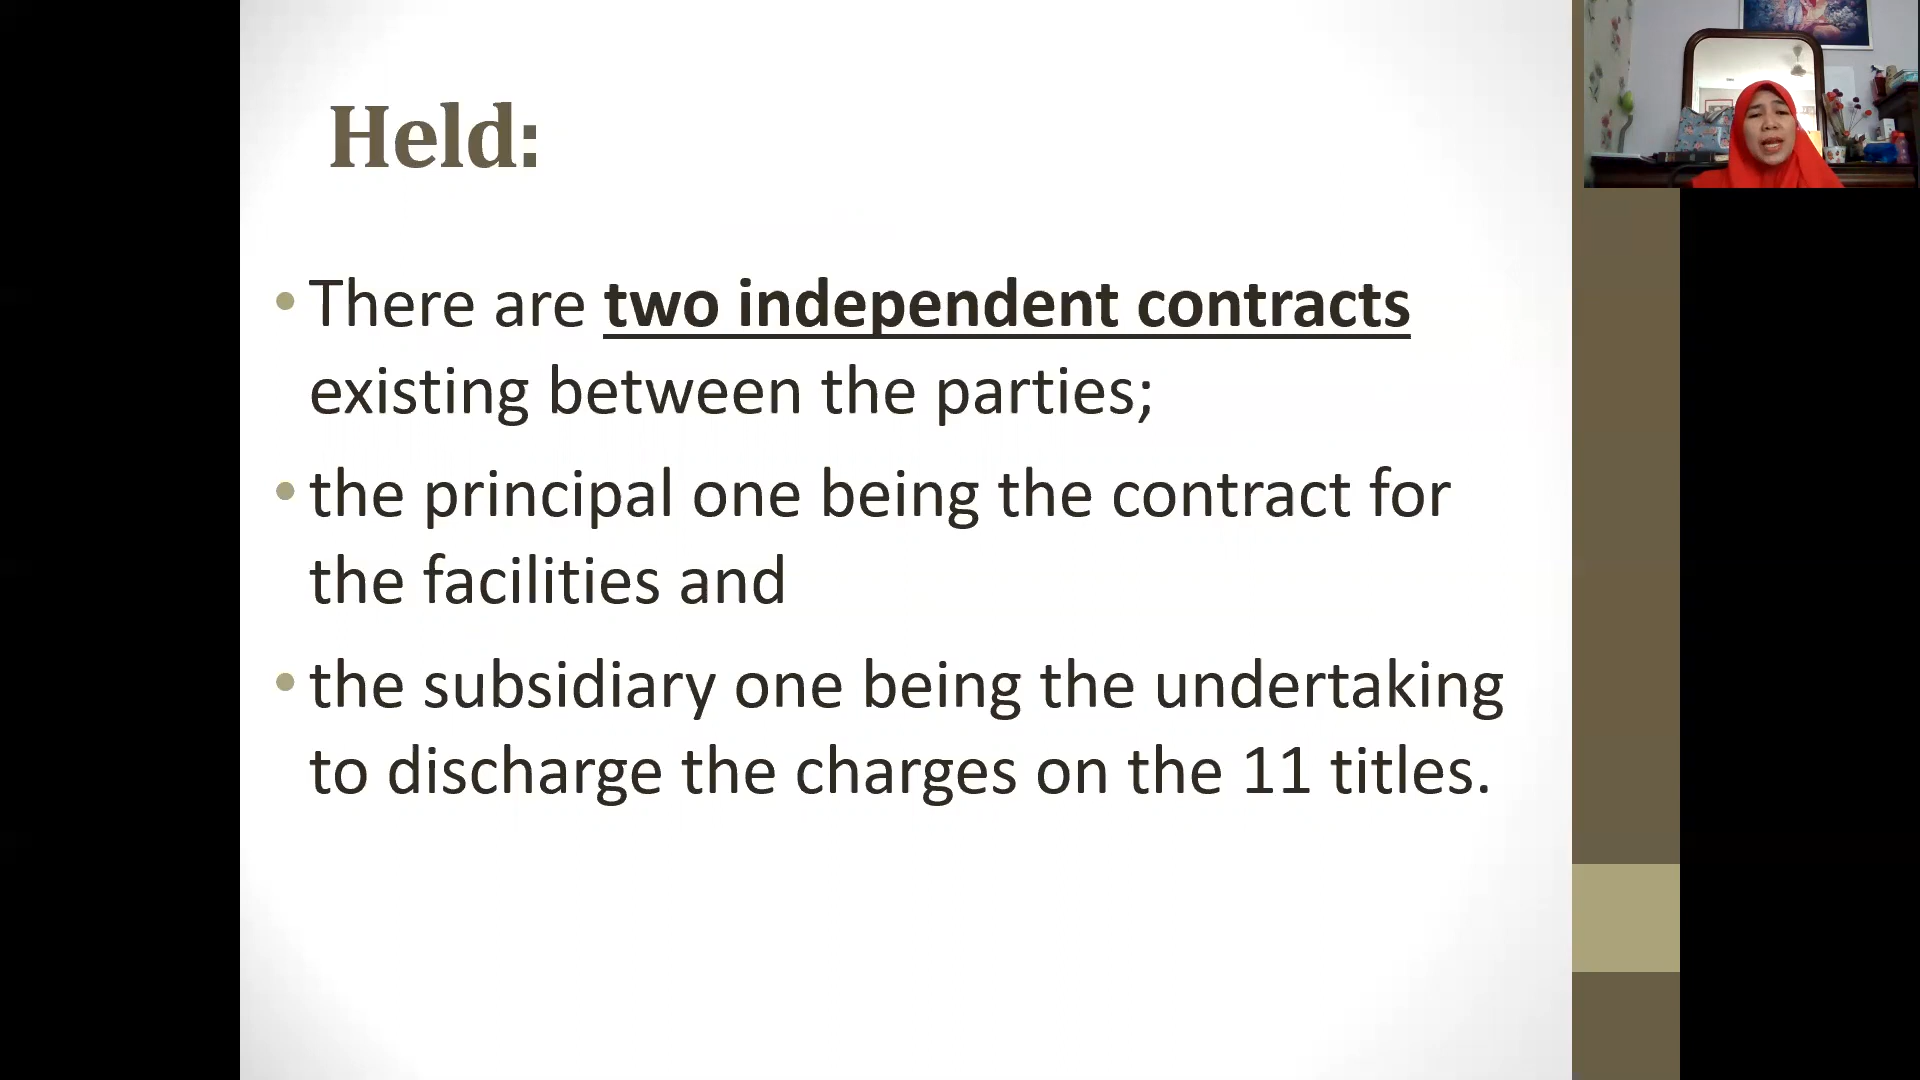 Held:
• There are two independent contracts
existing between the parties;
• the principal one being the contract for
the facilities and
• the subsidiary one being the undertaking
to discharge the charges on the 11 titles.